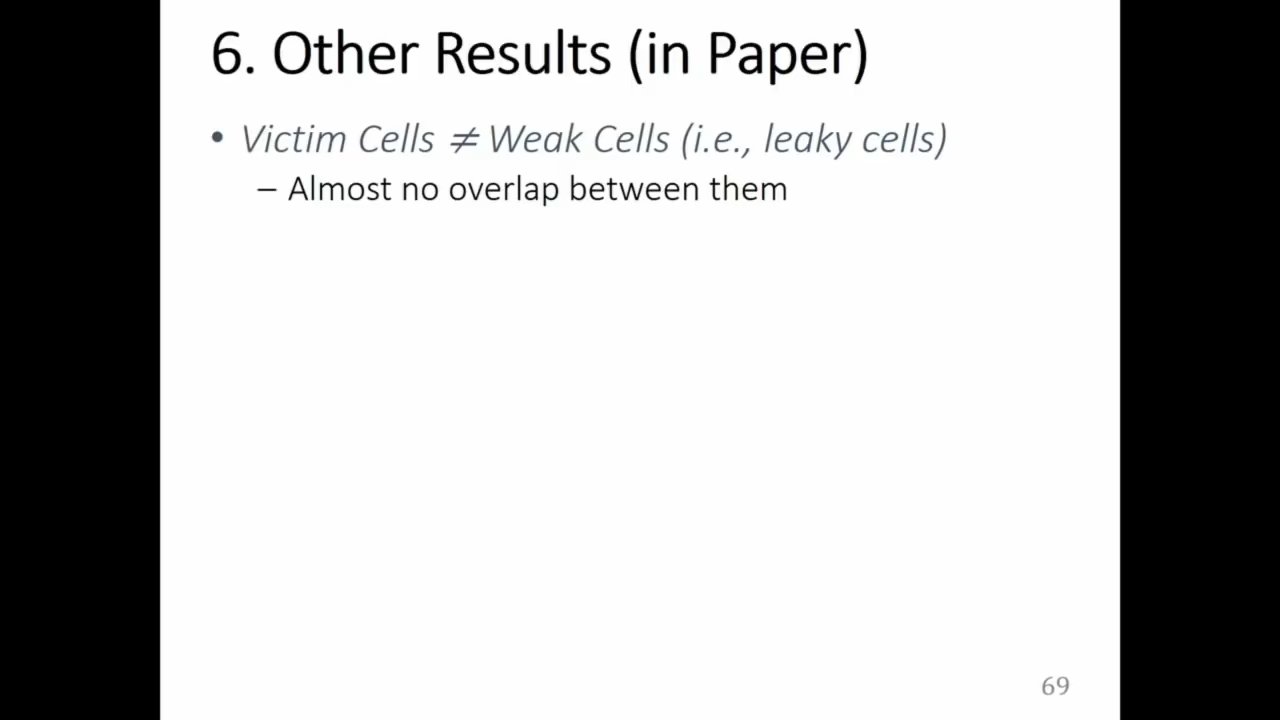 6. Other Results (in Paper)
• Victim Cells ≠ Weak Cells (i.e., leaky cells)
– Almost no overlap between them
69